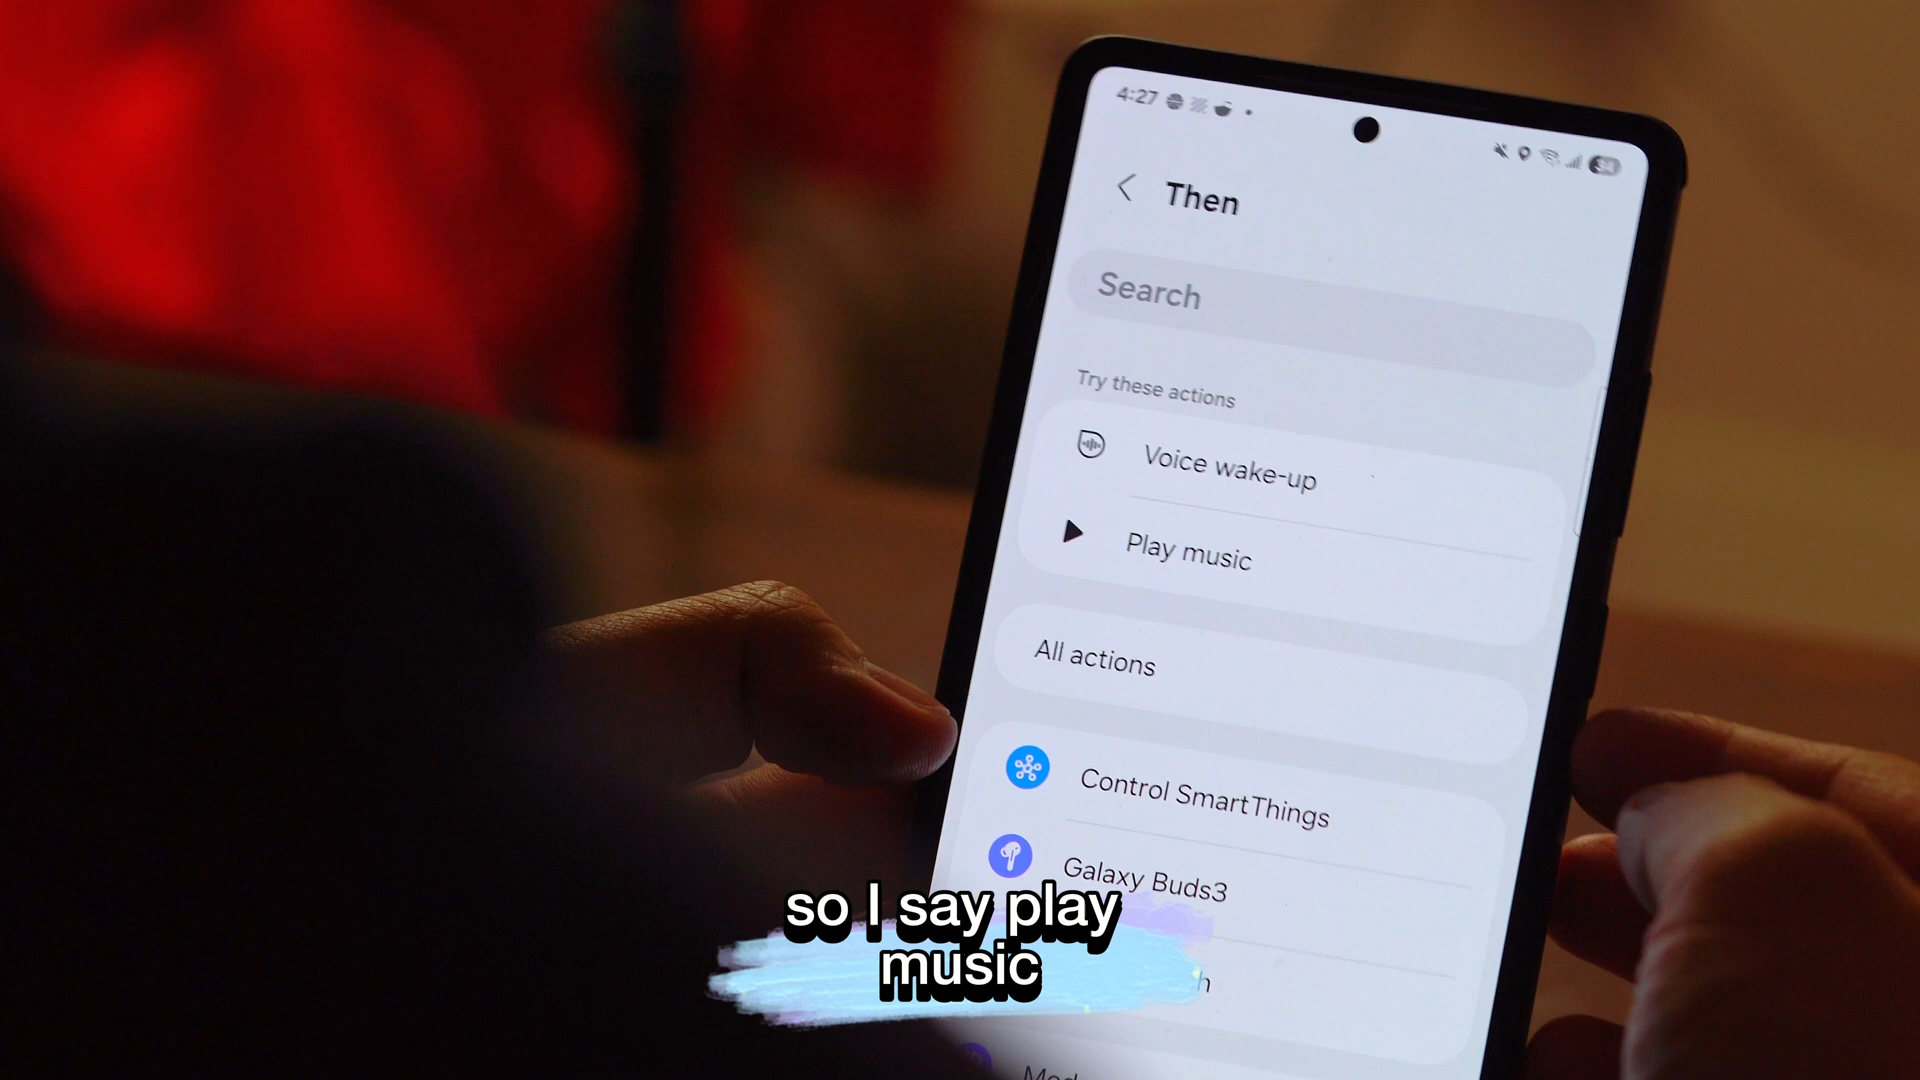 4:27
Then
Search
Try these actions
Voice wake-up
Play music
All actions
Control SmartThings
Galaxy Buds3
so I say play
music